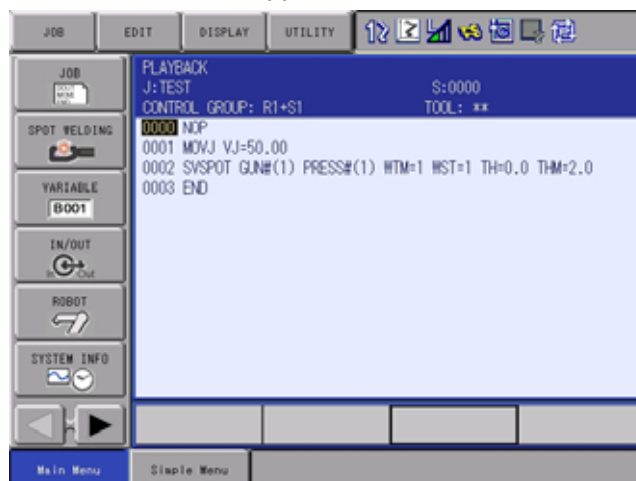 JOB EDIT DISPLAY UTILITY
JOB
SPOT WELDING
VARIABLE
B001
IN/OUT
In Out
ROBOT
SYSTEM INFO
PLAYBACK
J:TEST S:0000
CONTROL GROUP: R1+S1 TOOL: **
0000 NOP
0001 MOVJ VJ=50.00
0002 SVSPOT GUN#(1) PRESS#(1) WTM=1 WST=1 TH=0.0 THM=2.0
0003 END
Main Menu Simple Menu